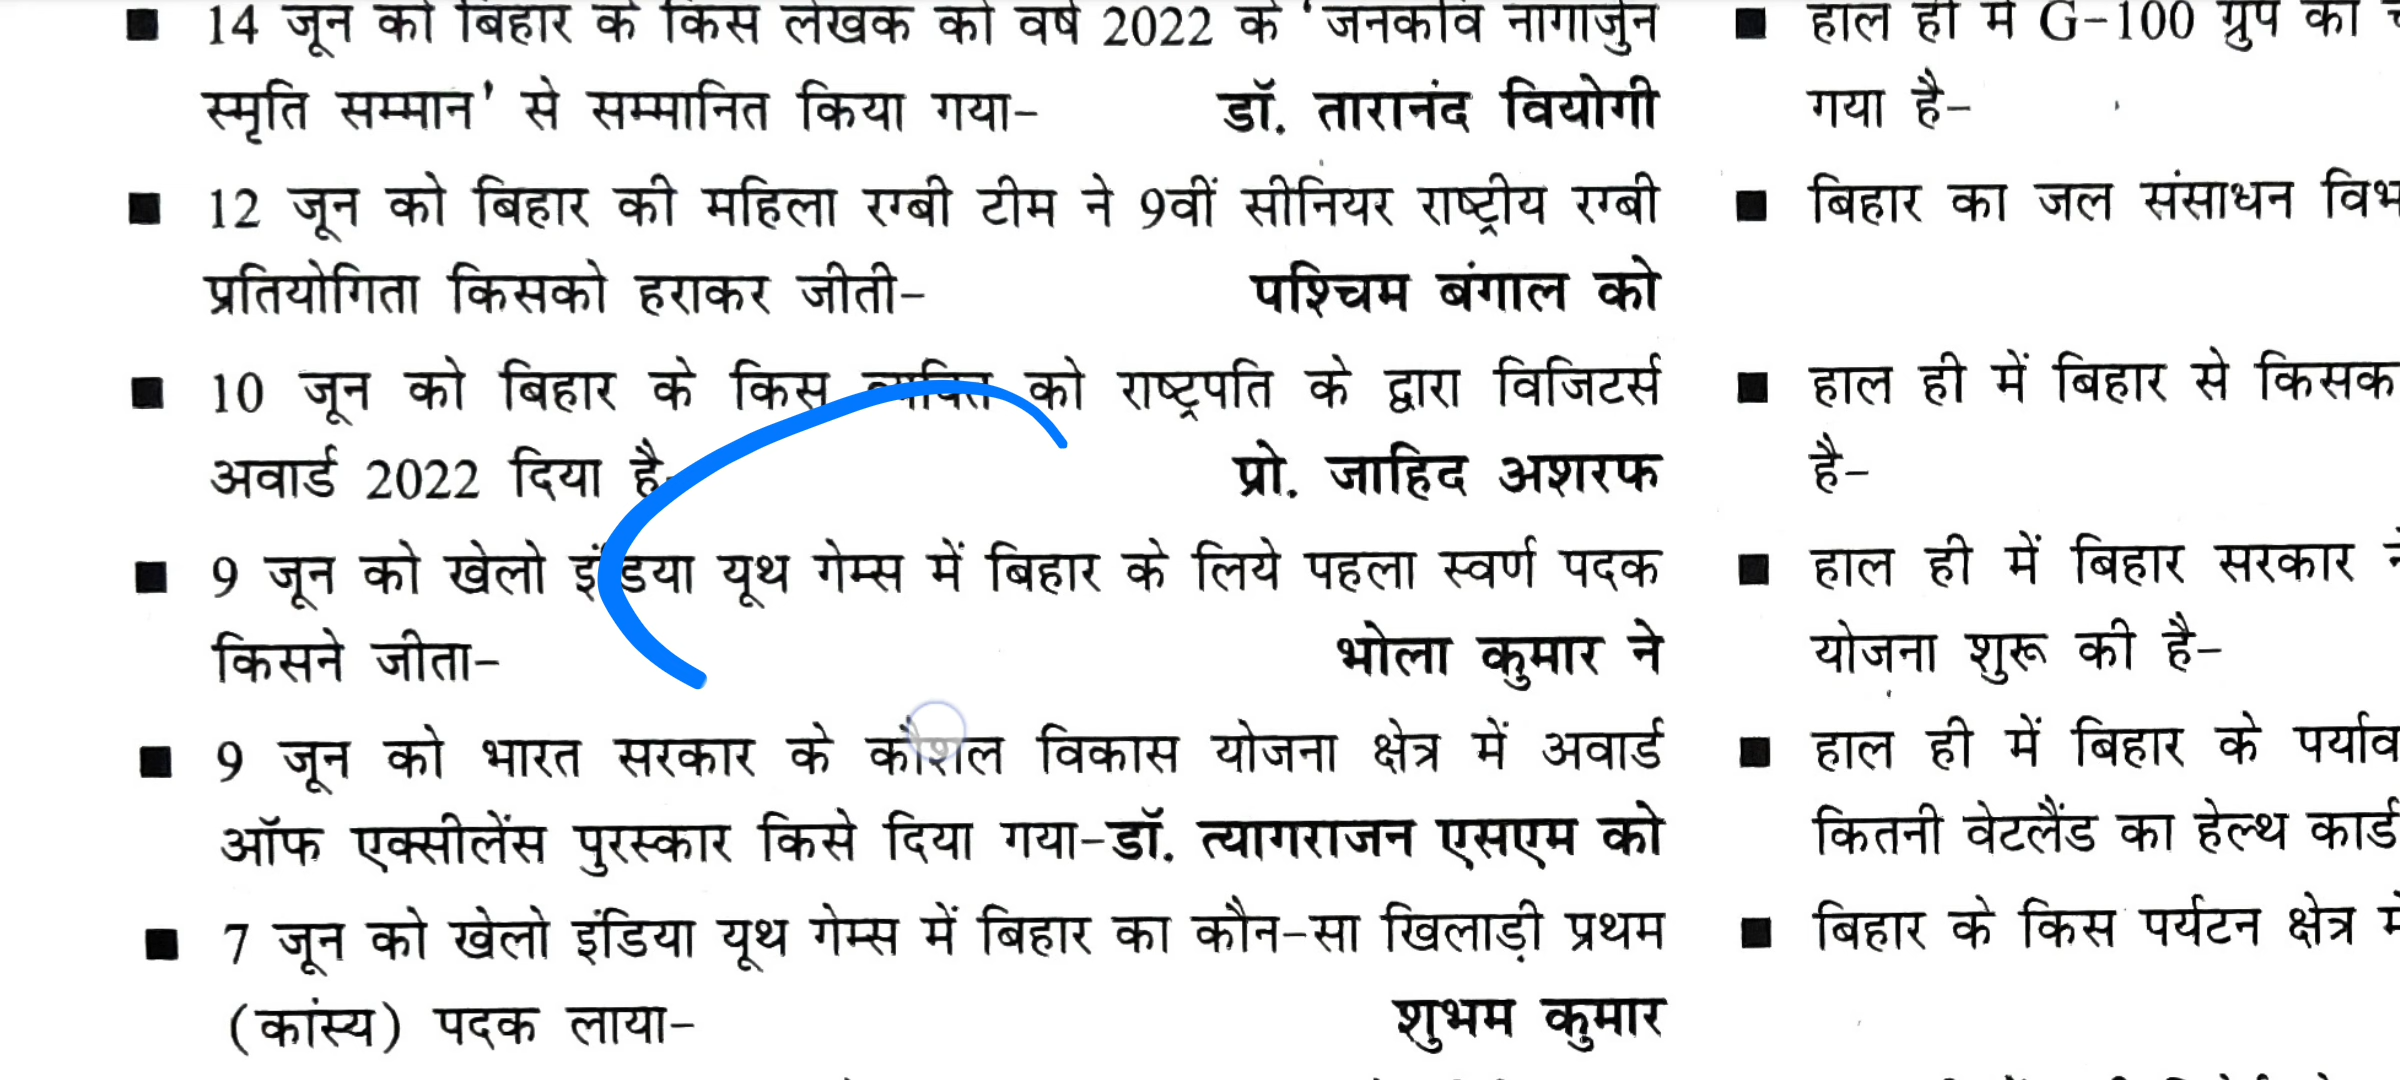 ■ 14 जून को बिहार के किस लेखक को वर्ष 2022 के 'जनकवि नागार्जुन
स्मृति सम्मान' से सम्मानित किया गया- डॉ. तारानंद वियोगी
■ 12 जून को बिहार की महिला रग्बी टीम ने 9वीं सीनियर राष्ट्रीय रग्बी
प्रतियोगिता किसको हराकर जीती- पश्चिम बंगाल को
■ 10 जून को बिहार के किस व्यक्ति को राष्ट्रपति के द्वारा विजिटर्स
अवार्ड 2022 दिया है- प्रो. जाहिद अशरफ
■ 9 जून को खेलो इंडिया यूथ गेम्स में बिहार के लिये पहला स्वर्ण पदक
किसने जीता- भोला कुमार ने
■ 9 जून को भारत सरकार के कौशल विकास योजना क्षेत्र में अवार्ड
ऑफ एक्सीलेंस पुरस्कार किसे दिया गया-डॉ. त्यागराजन एसएम को
■ 7 जून को खेलो इंडिया यूथ गेम्स में बिहार का कौन-सा खिलाड़ी प्रथम
(कांस्य) पदक लाया- शुभम कुमार
■ हाल ही में G-100 ग्रुप का
गया है-
■ बिहार का जल संसाधन
■ हाल ही में बिहार से
है-
■ हाल ही में बिहार सरकार
योजना शुरू की है-
■ हाल ही में बिहार के
कितनी वेटलैंड का हेल्थ कार्ड
■ बिहार के किस पर्यटन क्षेत्र